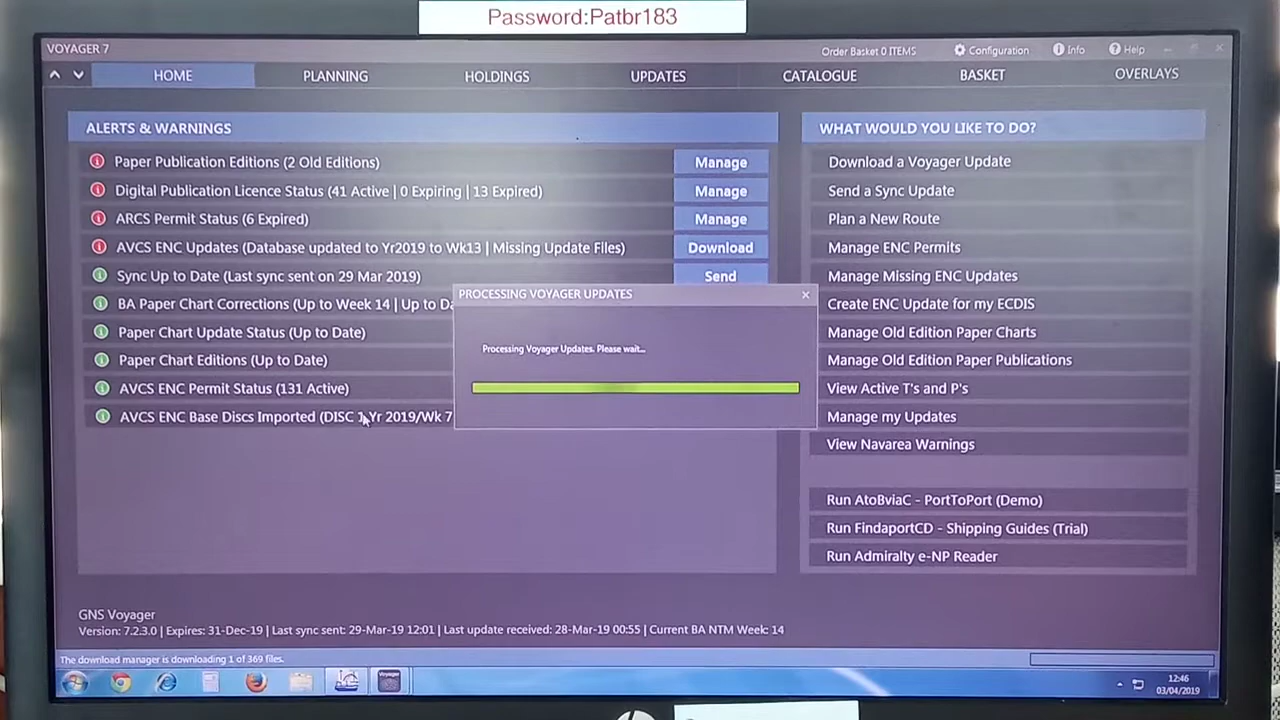 Password:Patbr183
VOYAGER 7
Order Basket 0 ITEMS Configuration Info Help
HOME PLANNING HOLDINGS UPDATES CATALOGUE BASKET OVERLAYS
ALERTS & WARNINGS
Paper Publication Editions (2 Old Editions) Manage
Digital Publication Licence Status (41 Active | 0 Expiring | 13 Expired) Manage
ARCS Permit Status (6 Expired) Manage
AVCS ENC Updates (Database updated to Yr2019 to Wk13 | Missing Update Files) Download
Sync Up to Date (Last sync sent on 29 Mar 2019) Send
BA Paper Chart Corrections (Up to Week 14 | Up to Da
Paper Chart Update Status (Up to Date)
Paper Chart Editions (Up to Date)
AVCS ENC Permit Status (131 Active)
AVCS ENC Base Discs Imported (DISC 1 Yr 2019/Wk 7
PROCESSING VOYAGER UPDATES
Processing Voyager Updates. Please wait...
WHAT WOULD YOU LIKE TO DO?
Download a Voyager Update
Send a Sync Update
Plan a New Route
Manage ENC Permits
Manage Missing ENC Updates
Create ENC Update for my ECDIS
Manage Old Edition Paper Charts
Manage Old Edition Paper Publications
View Active T's and P's
Manage my Updates
View Navarea Warnings
Run AtoBviaC - PortToPort (Demo)
Run FindaportCD - Shipping Guides (Trial)
Run Admiralty e-NP Reader
GNS Voyager
Version: 7.2.3.0 | Expires: 31-Dec-19 | Last sync sent: 29-Mar-19 12:01 | Last update received: 28-Mar-19 00:55 | Current BA NTM Week: 14
The download manager is downloading 1 of 369 files.
Voyager
12:46
03/04/2019
hp